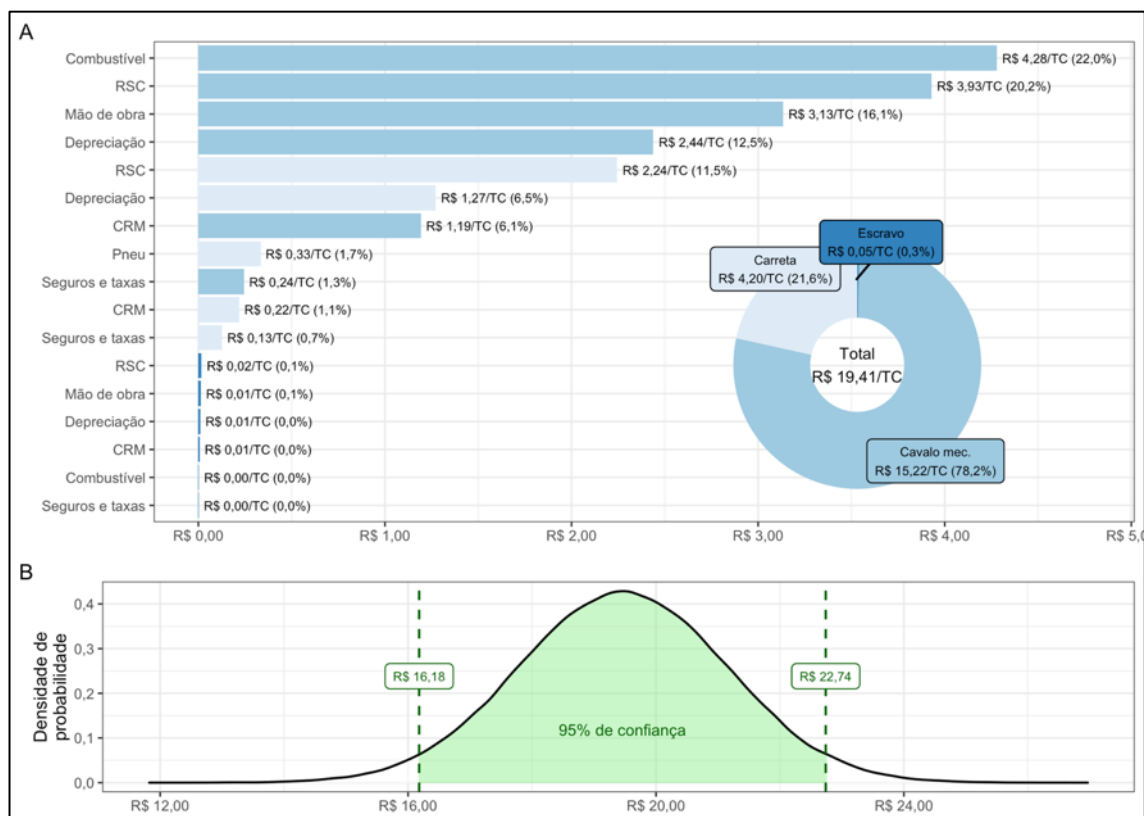 A
Combustível
R$ 4,28/TC (22,0%)
RSC
R$ 3,93/TC (20,2%)
Mão de obra
R$ 3,13/TC (16,1%)
Depreciação
R$ 2,44/TC (12,5%)
RSC
R$ 2,24/TC (11,5%)
Depreciação
R$ 1,27/TC (6,5%)
CRM
R$ 1,19/TC (6,1%)
Pneu
R$ 0,33/TC (1,7%)
Seguros e taxas
R$ 0,24/TC (1,3%)
CRM
R$ 0,22/TC (1,1%)
Seguros e taxas
R$ 0,13/TC (0,7%)
RSC
R$ 0,02/TC (0,1%)
Mão de obra
R$ 0,01/TC (0,1%)
Depreciação
R$ 0,01/TC (0,0%)
CRM
R$ 0,01/TC (0,0%)
Combustível
R$ 0,00/TC (0,0%)
Seguros e taxas
R$ 0,00/TC (0,0%)
Escravo
R$ 0,05/TC (0,3%)
Carreta
R$ 4,20/TC (21,6%)
Total
R$ 19,41/TC
Cavalo mec.
R$ 15,22/TC (78,2%)
R$ 0,00
R$ 1,00
R$ 2,00
R$ 3,00
R$ 4,00
R$ 5,0
B
Densidade de
probabilidade
0,4
0,3
0,2
0,1
0,0
R$ 16,18
R$ 22,74
95% de confiança
R$ 12,00
R$ 16,00
R$ 20,00
R$ 24,00